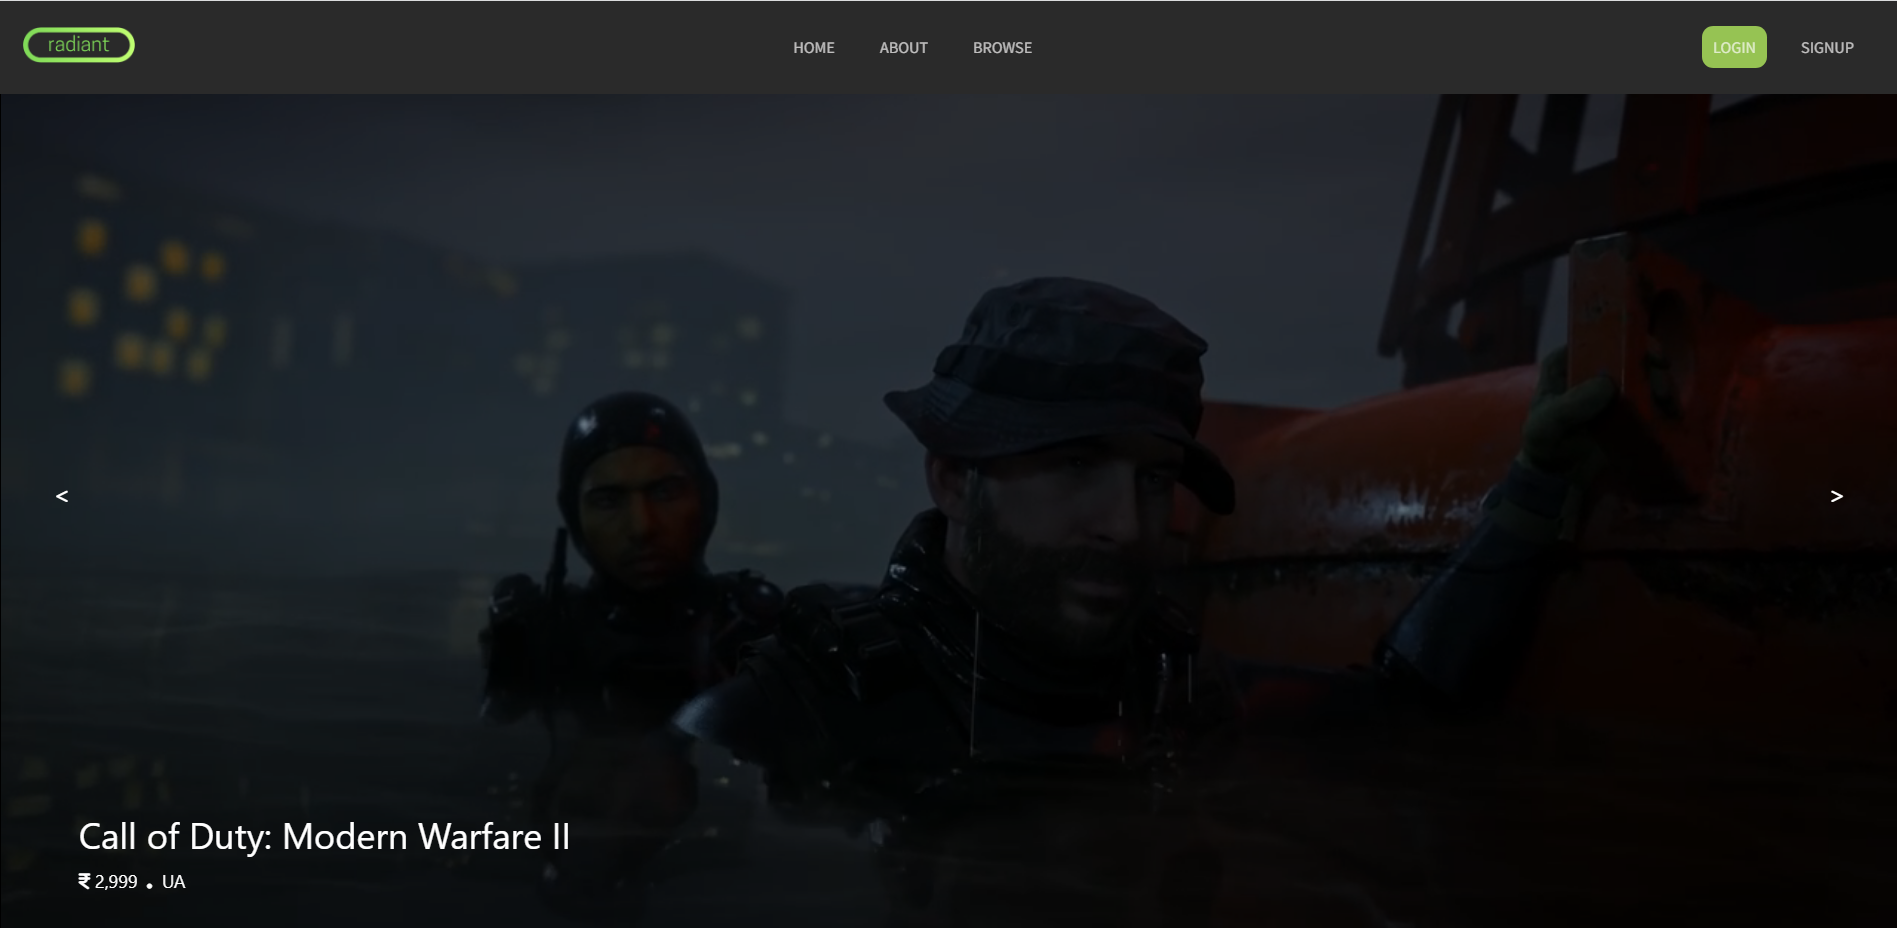 radiant
HOME ABOUT BROWSE
LOGIN SIGNUP
<
>
Call of Duty: Modern Warfare II
₹ 2,999 • UA